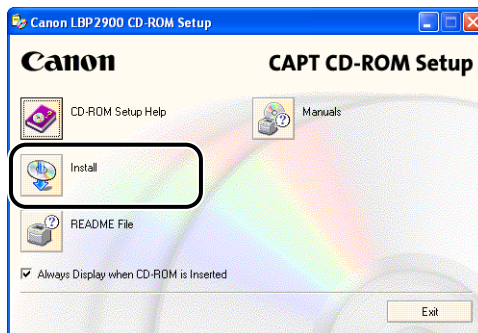 Canon LBP2900 CD-ROM Setup
Canon
CAPT CD-ROM Setup
CD-ROM Setup Help
Manuals
Install
README File
Always Display when CD-ROM is Inserted
Exit